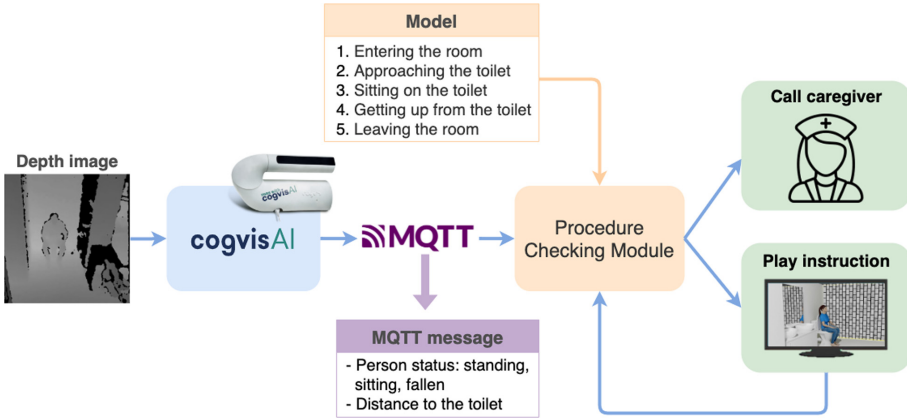 Model
1. Entering the room
2. Approaching the toilet
3. Sitting on the toilet
4. Getting up from the toilet
5. Leaving the room
Call caregiver
Depth image
cogvisAI
cogvisAI
MQTT
Procedure
Checking Module
Play instruction
MQTT message
- Person status: standing,
sitting, fallen
- Distance to the toilet